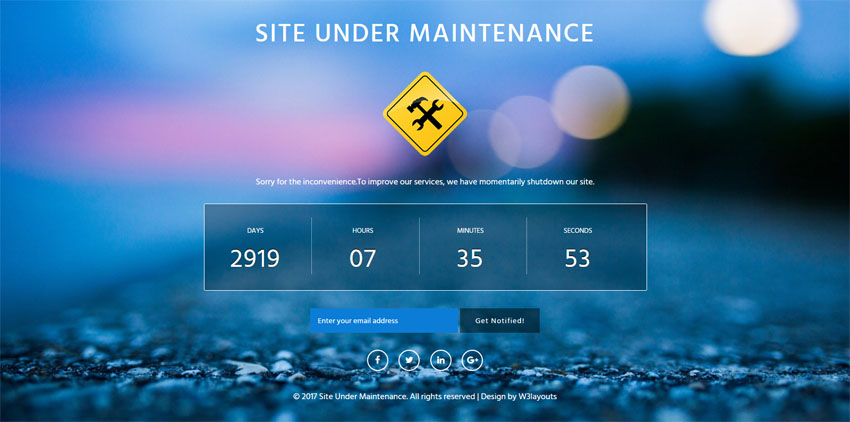 SITE UNDER MAINTENANCE
Sorry for the inconvenience.To improve our services, we have momentarily shutdown our site.
DAYS HOURS MINUTES SECONDS
2919 07 35 53
Enter your email address Get Notified!
f in G+
© 2017 Site Under Maintenance. All rights reserved | Design by W3layouts